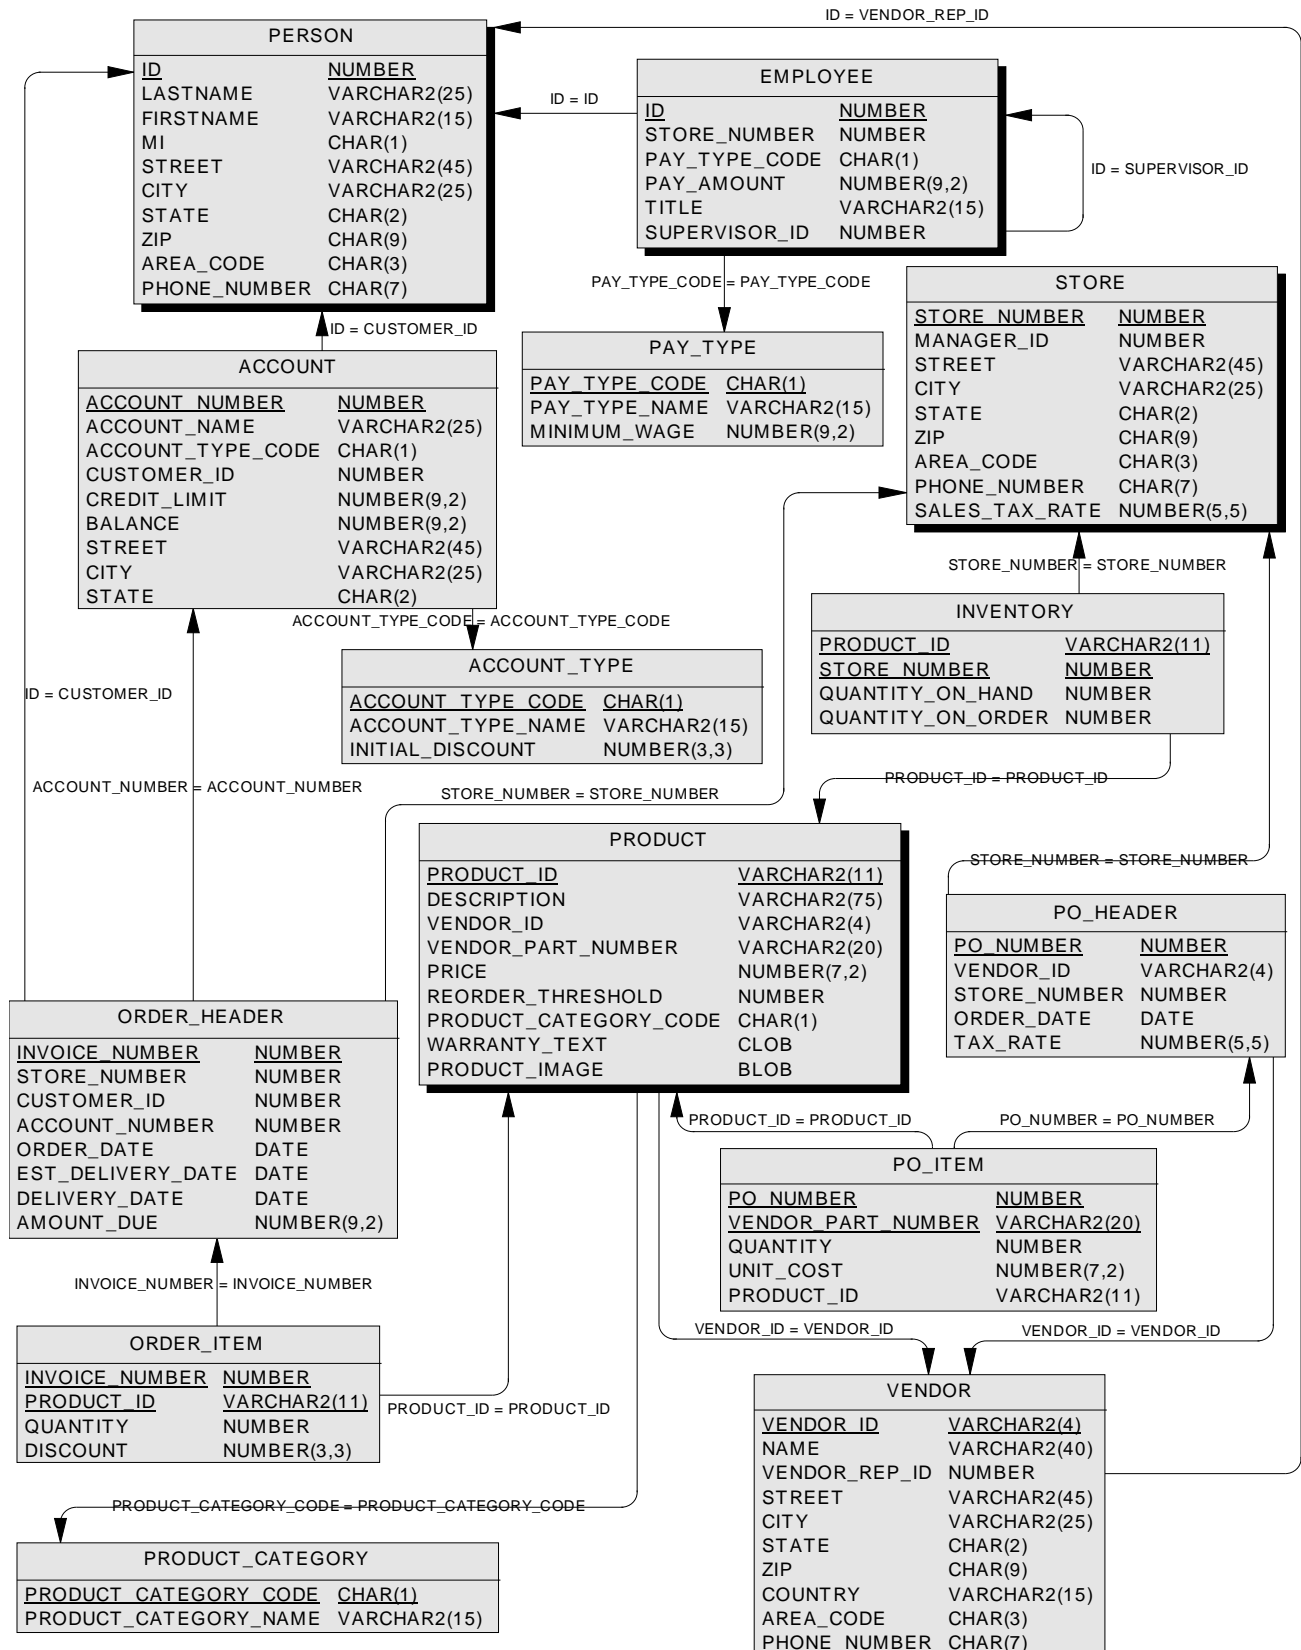 ID = VENDOR_REP_ID
PERSON
ID NUMBER
LASTNAME VARCHAR2(25)
FIRSTNAME VARCHAR2(15)
MI CHAR(1)
STREET VARCHAR2(45)
CITY VARCHAR2(25)
STATE CHAR(2)
ZIP CHAR(9)
AREA_CODE CHAR(3)
PHONE_NUMBER CHAR(7)
ID = ID
EMPLOYEE
ID NUMBER
STORE_NUMBER NUMBER
PAY_TYPE_CODE CHAR(1)
PAY_AMOUNT NUMBER(9,2)
TITLE VARCHAR2(15)
SUPERVISOR_ID NUMBER
ID = SUPERVISOR_ID
PAY_TYPE_CODE = PAY_TYPE_CODE
STORE
STORE_NUMBER NUMBER
MANAGER_ID NUMBER
STREET VARCHAR2(45)
CITY VARCHAR2(25)
STATE CHAR(2)
ZIP CHAR(9)
AREA_CODE CHAR(3)
PHONE_NUMBER CHAR(7)
SALES_TAX_RATE NUMBER(5,5)
ID = CUSTOMER_ID
PAY_TYPE
PAY_TYPE_CODE CHAR(1)
PAY_TYPE_NAME VARCHAR2(15)
MINIMUM_WAGE NUMBER(9,2)
ACCOUNT
ACCOUNT_NUMBER NUMBER
ACCOUNT_NAME VARCHAR2(25)
ACCOUNT_TYPE_CODE CHAR(1)
CUSTOMER_ID NUMBER
CREDIT_LIMIT NUMBER(9,2)
BALANCE NUMBER(9,2)
STREET VARCHAR2(45)
CITY VARCHAR2(25)
STATE CHAR(2)
STORE_NUMBER = STORE_NUMBER
ACCOUNT_TYPE_CODE = ACCOUNT_TYPE_CODE
INVENTORY
PRODUCT_ID VARCHAR2(11)
STORE_NUMBER NUMBER
QUANTITY_ON_HAND NUMBER
QUANTITY_ON_ORDER NUMBER
ACCOUNT_TYPE
ACCOUNT_TYPE_CODE CHAR(1)
ACCOUNT_TYPE_NAME VARCHAR2(15)
INITIAL_DISCOUNT NUMBER(3,3)
ID = CUSTOMER_ID
ACCOUNT_NUMBER = ACCOUNT_NUMBER
STORE_NUMBER = STORE_NUMBER
PRODUCT_ID = PRODUCT_ID
PRODUCT
PRODUCT_ID VARCHAR2(11)
DESCRIPTION VARCHAR2(75)
VENDOR_ID VARCHAR2(4)
VENDOR_PART_NUMBER VARCHAR2(20)
PRICE NUMBER(7,2)
REORDER_THRESHOLD NUMBER
PRODUCT_CATEGORY_CODE CHAR(1)
WARRANTY_TEXT CLOB
PRODUCT_IMAGE BLOB
STORE_NUMBER = STORE_NUMBER
PO_HEADER
PO_NUMBER NUMBER
VENDOR_ID VARCHAR2(4)
STORE_NUMBER NUMBER
ORDER_DATE DATE
TAX_RATE NUMBER(5,5)
ORDER_HEADER
INVOICE_NUMBER NUMBER
STORE_NUMBER NUMBER
CUSTOMER_ID NUMBER
ACCOUNT_NUMBER NUMBER
ORDER_DATE DATE
EST_DELIVERY_DATE DATE
DELIVERY_DATE DATE
AMOUNT_DUE NUMBER(9,2)
PRODUCT_ID = PRODUCT_ID
PO_NUMBER = PO_NUMBER
PO_ITEM
PO_NUMBER NUMBER
VENDOR_PART_NUMBER VARCHAR2(20)
QUANTITY NUMBER
UNIT_COST NUMBER(7,2)
PRODUCT_ID VARCHAR2(11)
INVOICE_NUMBER = INVOICE_NUMBER
ORDER_ITEM
INVOICE_NUMBER NUMBER
PRODUCT_ID VARCHAR2(11)
QUANTITY NUMBER
DISCOUNT NUMBER(3,3)
PRODUCT_ID = PRODUCT_ID
VENDOR_ID = VENDOR_ID
VENDOR_ID = VENDOR_ID
VENDOR
VENDOR_ID VARCHAR2(4)
NAME VARCHAR2(40)
VENDOR_REP_ID NUMBER
STREET VARCHAR2(45)
CITY VARCHAR2(25)
STATE CHAR(2)
ZIP CHAR(9)
COUNTRY VARCHAR2(15)
AREA_CODE CHAR(3)
PHONE_NUMBER CHAR(7)
PRODUCT_CATEGORY_CODE = PRODUCT_CATEGORY_CODE
PRODUCT_CATEGORY
PRODUCT_CATEGORY_CODE CHAR(1)
PRODUCT_CATEGORY_NAME VARCHAR2(15)